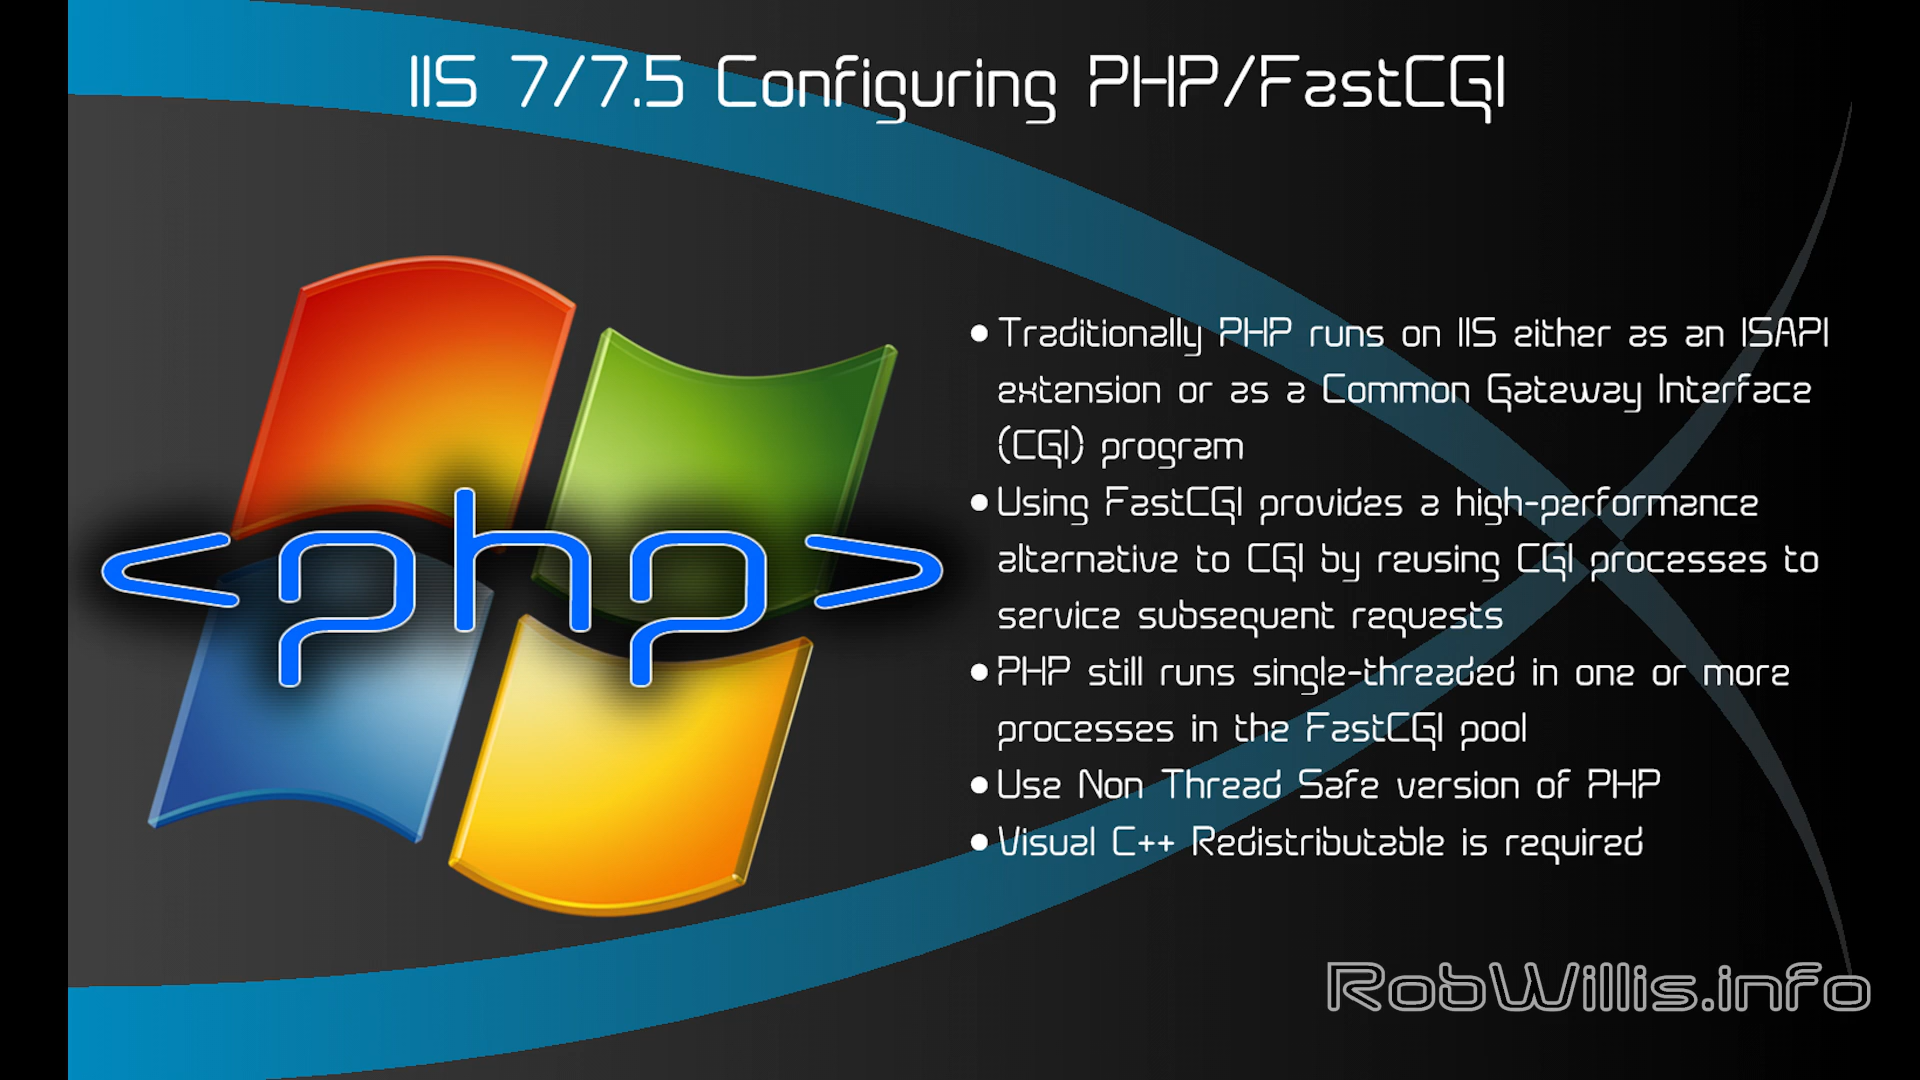 IIS 7/7.5 Configuring PHP/FastCGI
• Traditionally PHP runs on IIS either as an ISAPI
extension or as a Common Gateway Interface
(CGI) program
• Using FastCGI provides a high-performance
alternative to CGI by reusing CGI processes to
service subsequent requests
• PHP still runs single-threaded in one or more
processes in the FastCGI pool
• Use Non Thread Safe version of PHP
• Visual C++ Redistributable is required
<php>
RobWillis.info